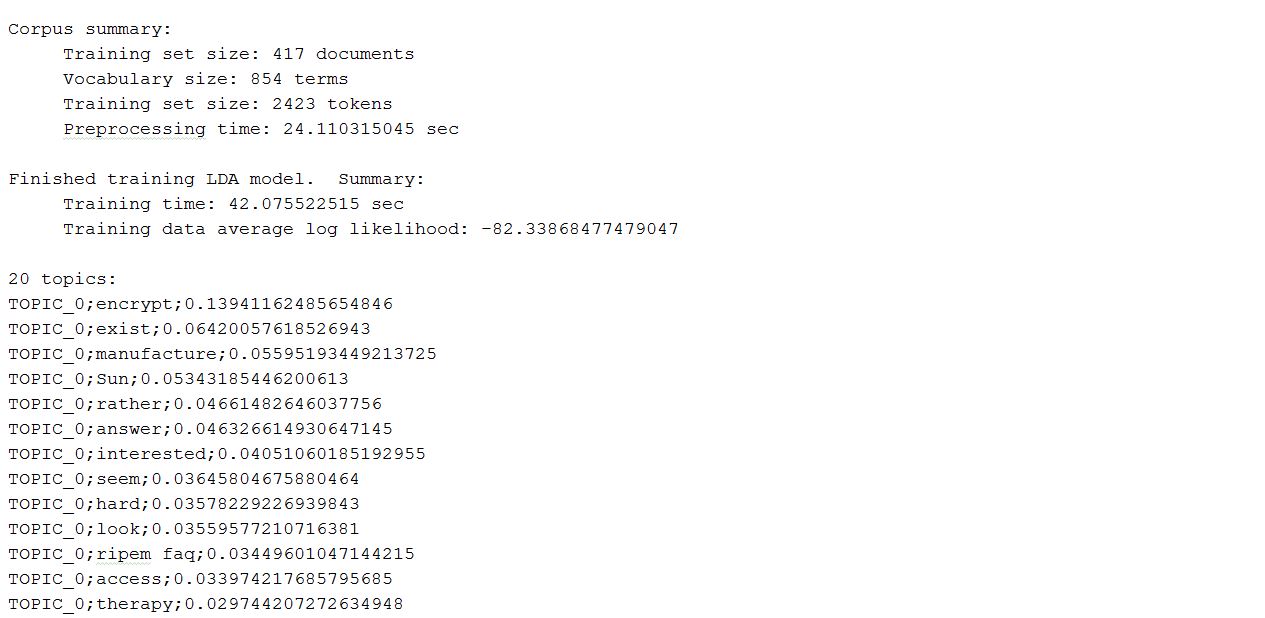 Corpus summary:
Training set size: 417 documents
Vocabulary size: 854 terms
Training set size: 2423 tokens
Preprocessing time: 24.110315045 sec
Finished training LDA model.  Summary:
Training time: 42.075522515 sec
Training data average log likelihood: -82.33868477479047
20 topics:
TOPIC_0;encrypt;0.13941162485654846
TOPIC_0;exist;0.06420057618526943
TOPIC_0;manufacture;0.05595193449213725
TOPIC_0;Sun;0.05343185446200613
TOPIC_0;rather;0.04661482646037756
TOPIC_0;answer;0.046326614930647145
TOPIC_0;interested;0.04051060185192955
TOPIC_0;seem;0.03645804675880464
TOPIC_0;hard;0.03578229226939843
TOPIC_0;look;0.03559577210716381
TOPIC_0;ripem faq;0.03449601047144215
TOPIC_0;access;0.033974217685795685
TOPIC_0;therapy;0.029744207272634948